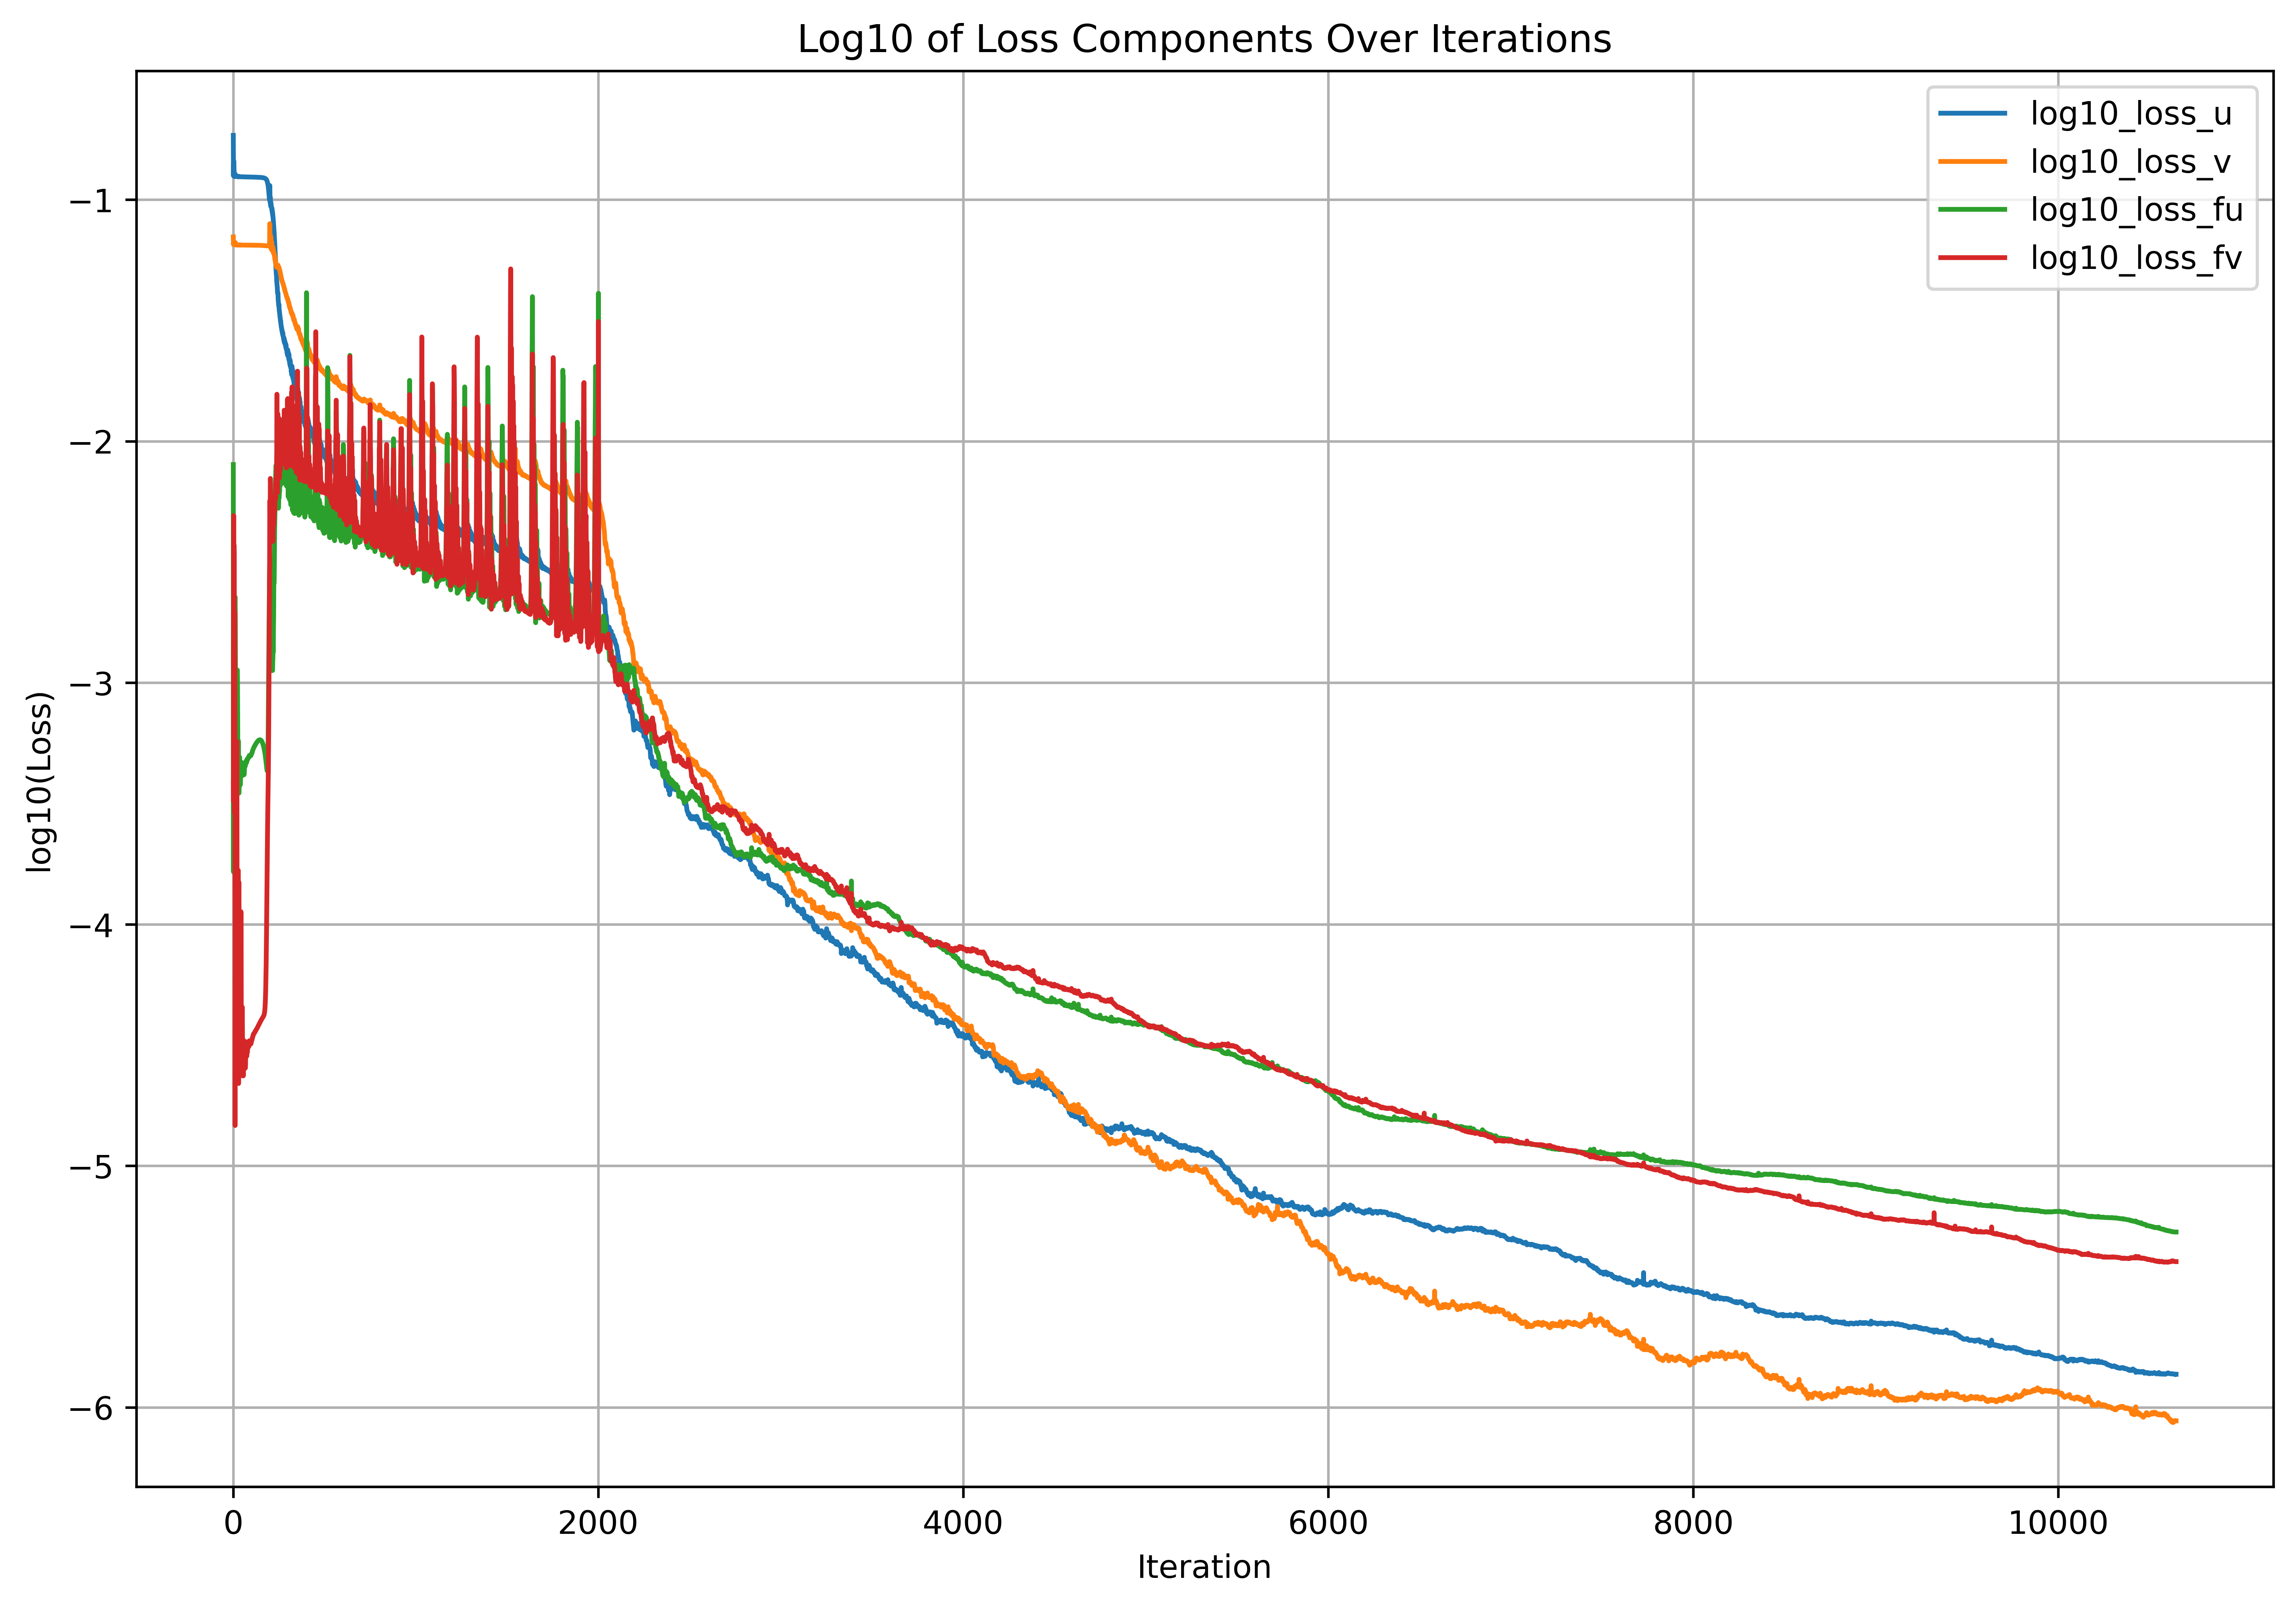 Log10 of Loss Components Over Iterations
log10_loss_u
log10_loss_v
log10_loss_fu
log10_loss_fv
log10(Loss)
−1
−2
−3
−4
−5
−6
0 2000 4000 6000 8000 10000
Iteration